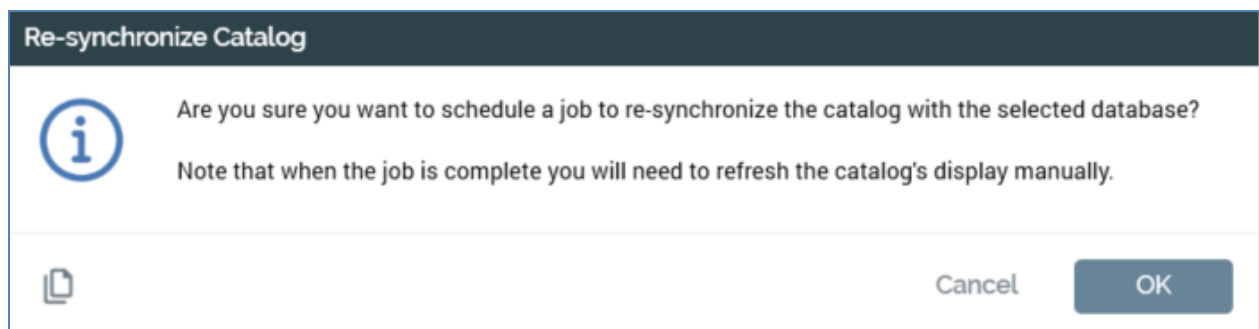 Re-synchronize Catalog
Are you sure you want to schedule a job to re-synchronize the catalog with the selected database?
Note that when the job is complete you will need to refresh the catalog's display manually.
Cancel
OK